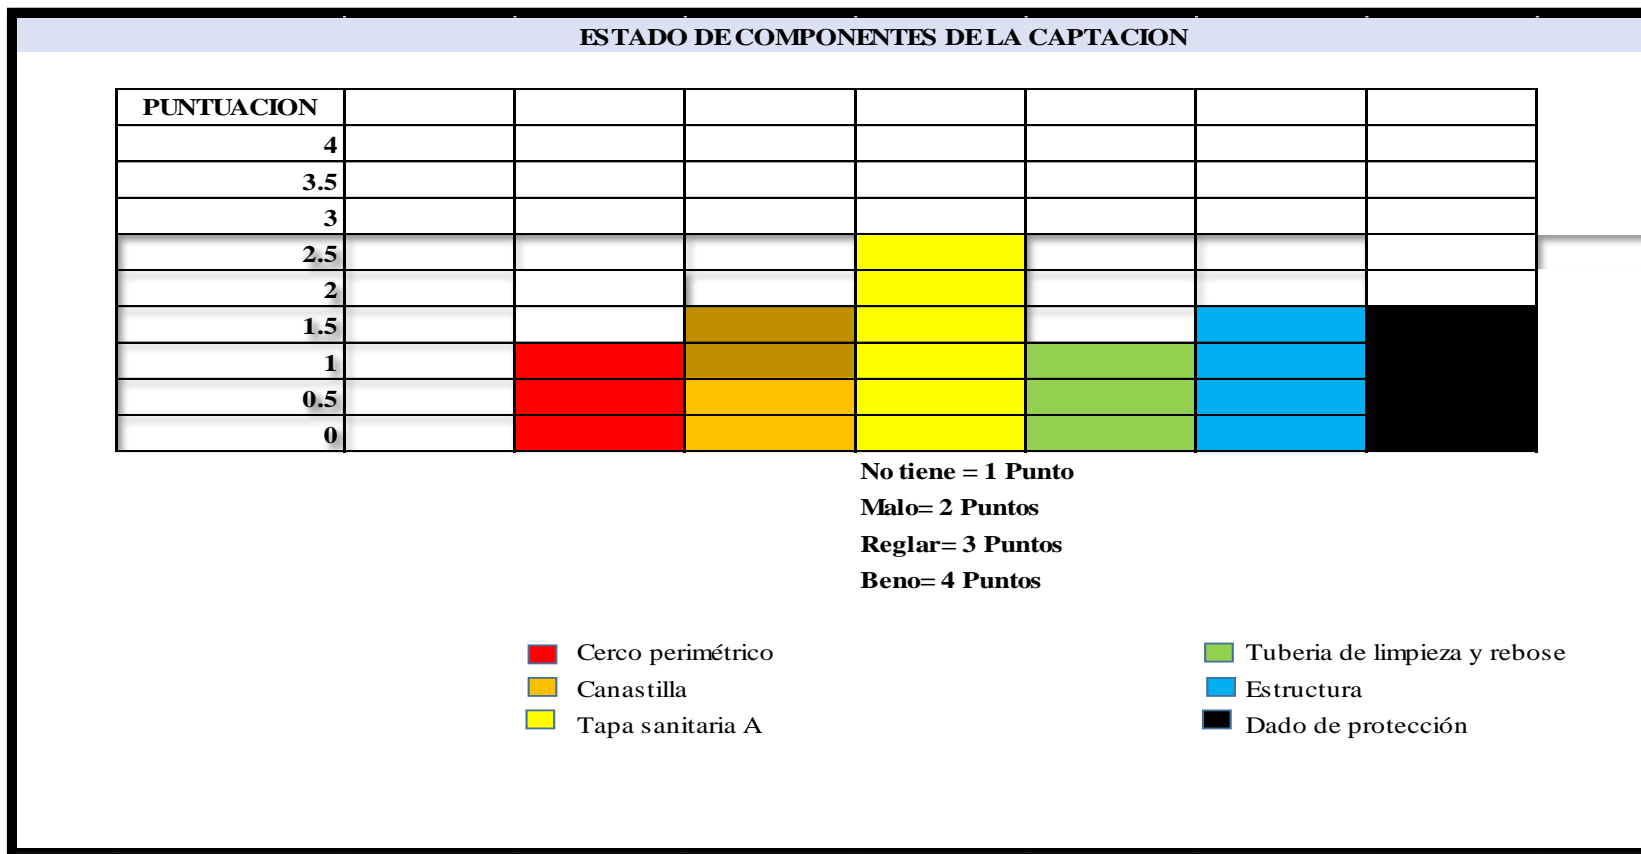 ESTADO DE COMPONENTES DE LA CAPTACION
PUNTUACION
4
3.5
3
2.5
2
1.5
1
0.5
0
No tiene = 1 Punto
Malo= 2 Puntos
Reglar= 3 Puntos
Beno= 4 Puntos
Cerco perimétrico
Canastilla
Tapa sanitaria A
Tuberia de limpieza y rebose
Estructura
Dado de protección